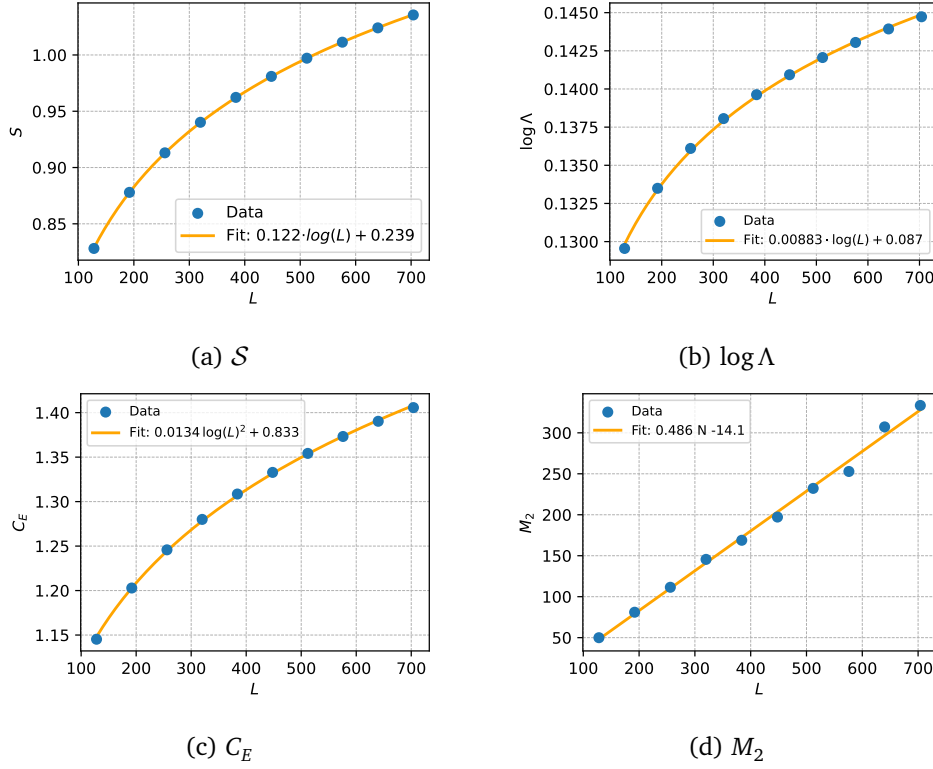 1.00
0.95
0.90
0.85
S
Data
Fit: 0.122·log(L) + 0.239
100 200 300 400 500 600 700
L
(a) 𝒮
0.1450
0.1425
0.1400
0.1375
0.1350
0.1325
0.1300
log Λ
Data
Fit: 0.00883 · log(L) + 0.087
100 200 300 400 500 600 700
L
(b) log Λ
1.40
1.35
1.30
1.25
1.20
1.15
C_E
Data
Fit: 0.0134 log(L)² + 0.833
100 200 300 400 500 600 700
L
(c) C_E
300
250
200
150
100
50
M₂
Data
Fit: 0.486 N -14.1
100 200 300 400 500 600 700
L
(d) M₂